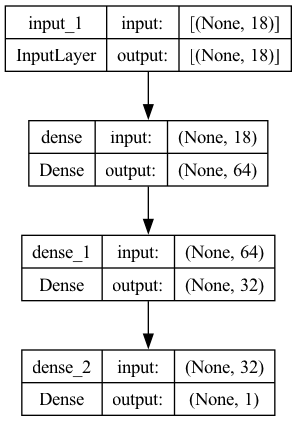 input_1 input: [(None, 18)]
InputLayer output: [(None, 18)]
dense input: (None, 18)
Dense output: (None, 64)
dense_1 input: (None, 64)
Dense output: (None, 32)
dense_2 input: (None, 32)
Dense output: (None, 1)